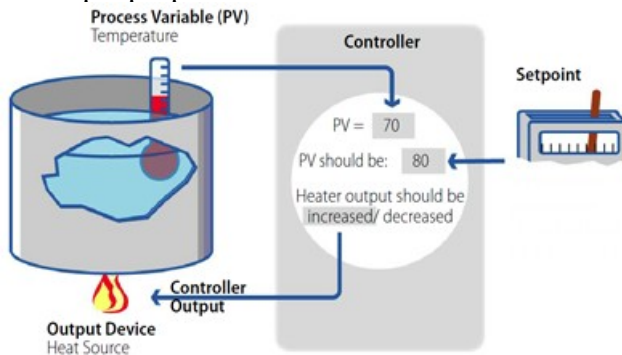 Process Variable (PV)
Temperature
Controller
Setpoint
PV = 70
PV should be: 80
Heater output should be
increased/ decreased
Controller
Output
Output Device
Heat Source